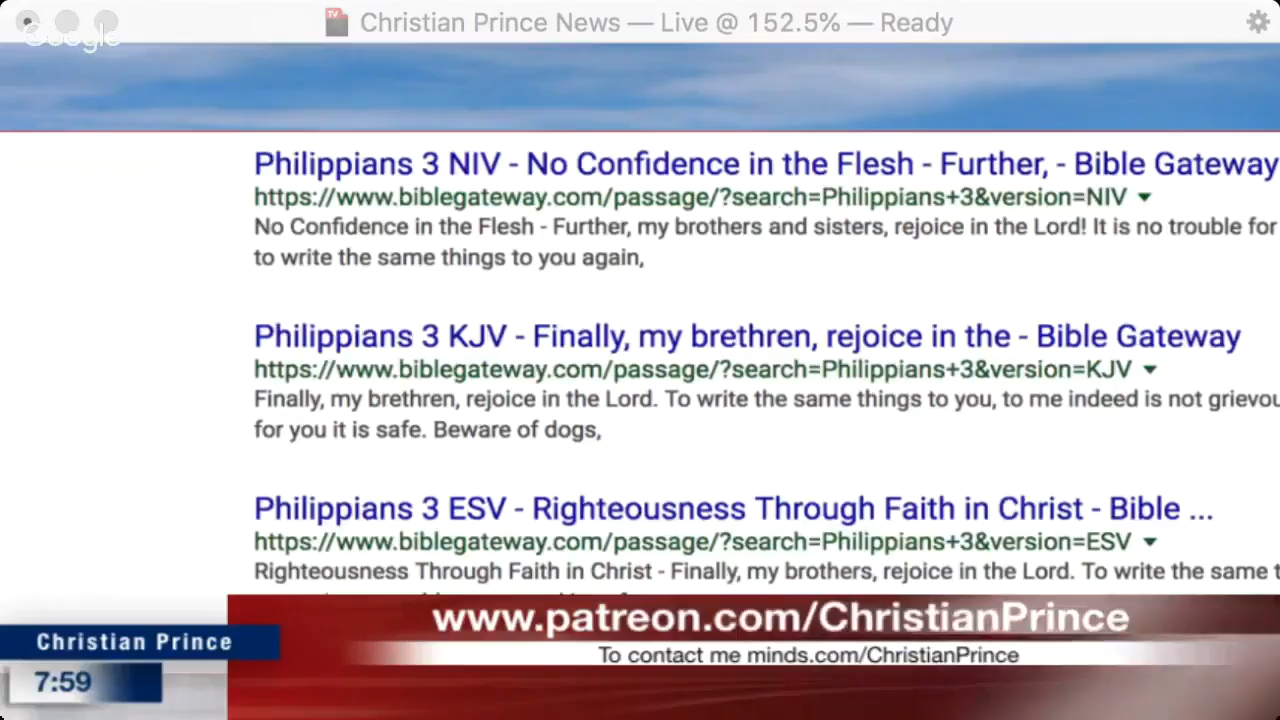 TV
Christian Prince News — Live @ 152.5% — Ready
Google
Philippians 3 NIV - No Confidence in the Flesh - Further, - Bible Gateway
https://www.biblegateway.com/passage/?search=Philippians+3&version=NIV
No Confidence in the Flesh - Further, my brothers and sisters, rejoice in the Lord! It is no trouble for
to write the same things to you again,
Philippians 3 KJV - Finally, my brethren, rejoice in the - Bible Gateway
https://www.biblegateway.com/passage/?search=Philippians+3&version=KJV
Finally, my brethren, rejoice in the Lord. To write the same things to you, to me indeed is not grievou
for you it is safe. Beware of dogs,
Philippians 3 ESV - Righteousness Through Faith in Christ - Bible ...
https://www.biblegateway.com/passage/?search=Philippians+3&version=ESV
Righteousness Through Faith in Christ - Finally, my brothers, rejoice in the Lord. To write the same t
www.patreon.com/ChristianPrince
Christian Prince
To contact me minds.com/ChristianPrince
7:59